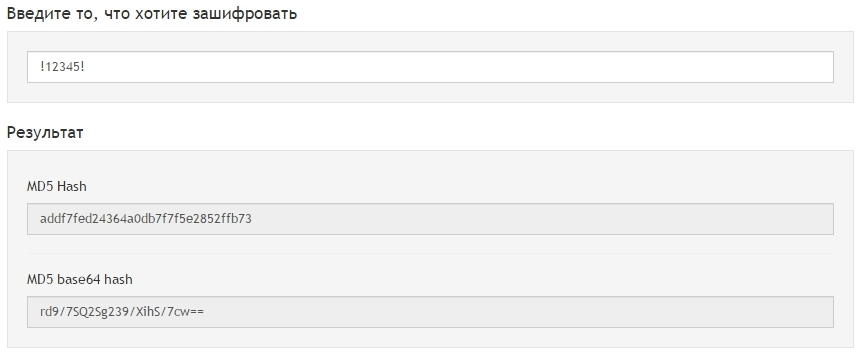 Введите то, что хотите зашифровать
!12345!
Результат
MD5 Hash
addf7fed24364a0db7f7f5e2852ffb73
MD5 base64 hash
rd9/7SQ2Sg239/XihS/7cw==